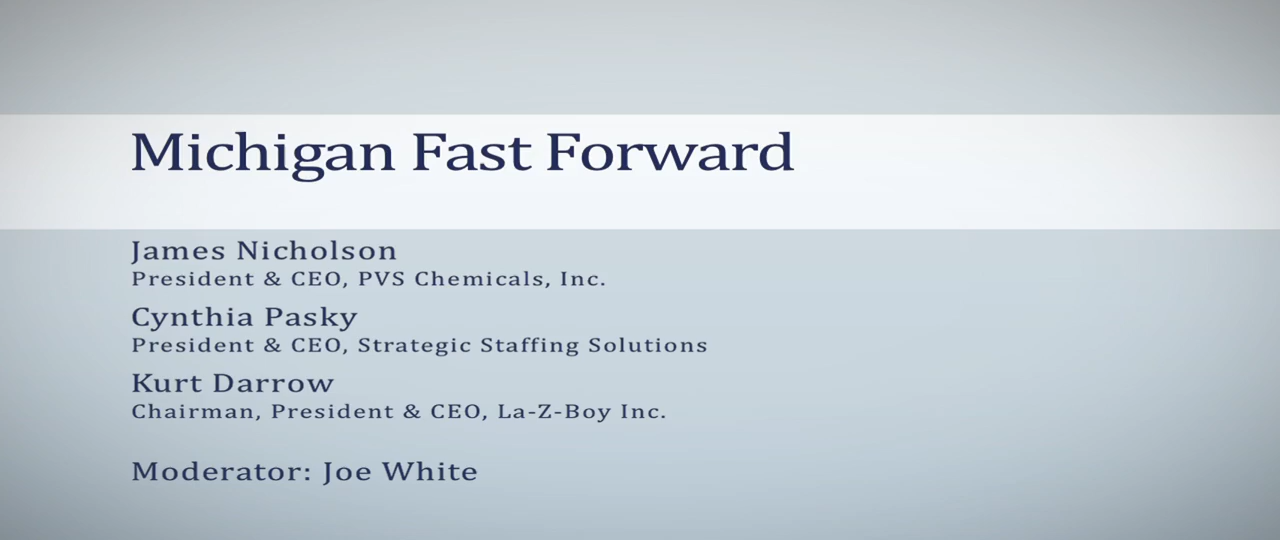 Michigan Fast Forward
James Nicholson
President & CEO, PVS Chemicals, Inc.
Cynthia Pasky
President & CEO, Strategic Staffing Solutions
Kurt Darrow
Chairman, President & CEO, La-Z-Boy Inc.
Moderator: Joe White